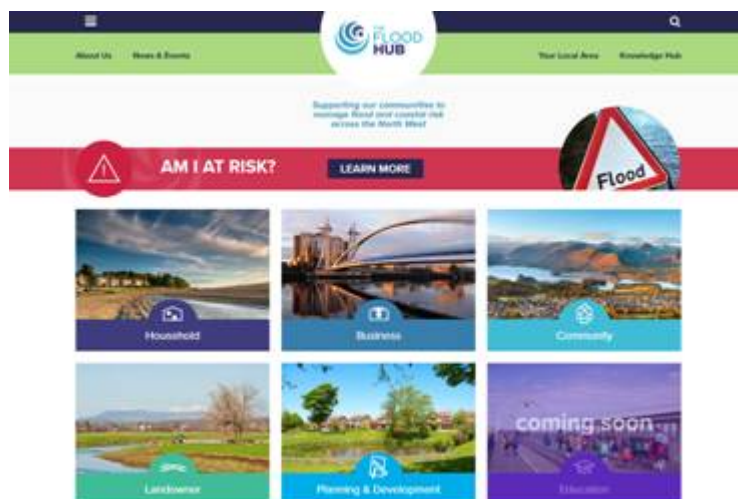 THE
FLOOD
HUB
About Us
News & Events
Your Local Area
Knowledge Hub
Supporting our communities to
manage flood and coastal risk
across the North West
AM I AT RISK?
LEARN MORE
Flood
Household
Business
Community
Landowner
Planning & Development
coming soon...
Education